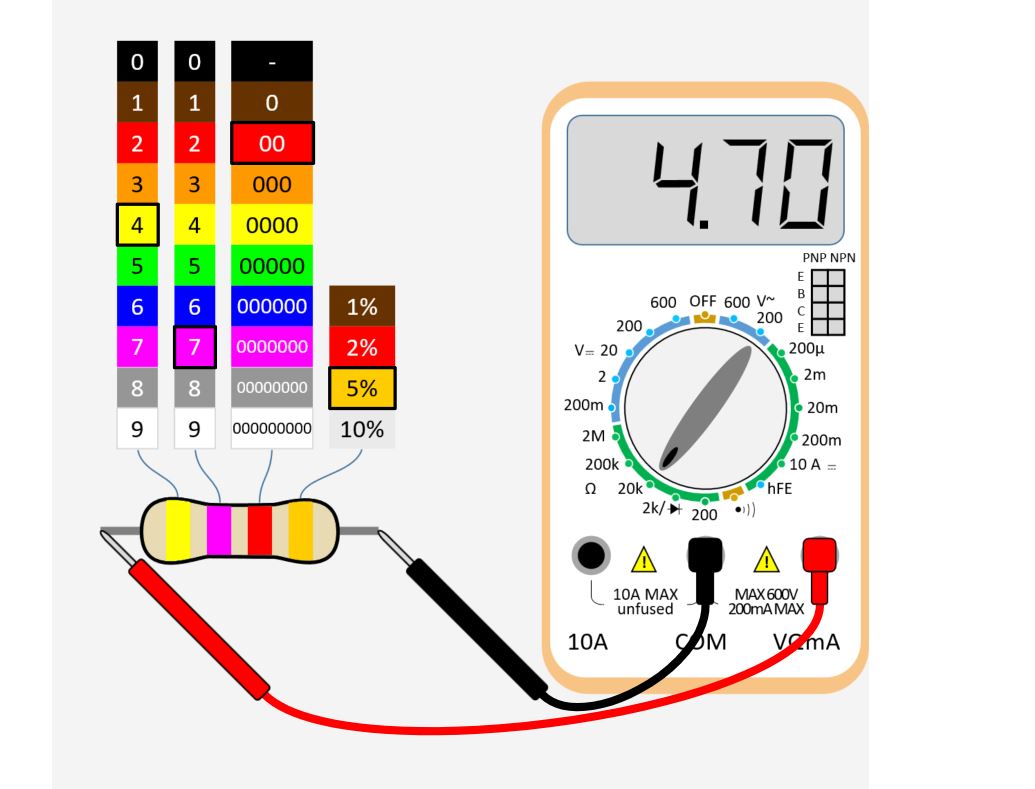 0 0 -
1 1 0
2 2 00
3 3 000
4 4 0000
5 5 00000
6 6 000000 1%
7 7 0000000 2%
8 8 00000000 5%
9 9 000000000 10%
4.70
PNP NPN
E
B
C
E
600 OFF 600 V~
200 200
V⎓ 20 200µ
2 2m
200m 20m
2M 200m
200k 10 A ⎓
Ω 20k hFE
2k/ 200 •)))
10A MAX
unfused
MAX 600V
200mA MAX
10A COM VΩmA